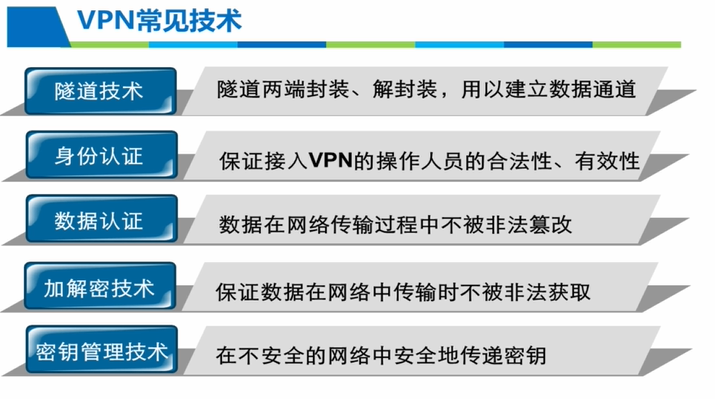 VPN常见技术
隧道技术
隧道两端封装、解封装，用以建立数据通道
身份认证
保证接入VPN的操作人员的合法性、有效性
数据认证
数据在网络传输过程中不被非法篡改
加解密技术
保证数据在网络中传输时不被非法获取
密钥管理技术
在不安全的网络中安全地传递密钥